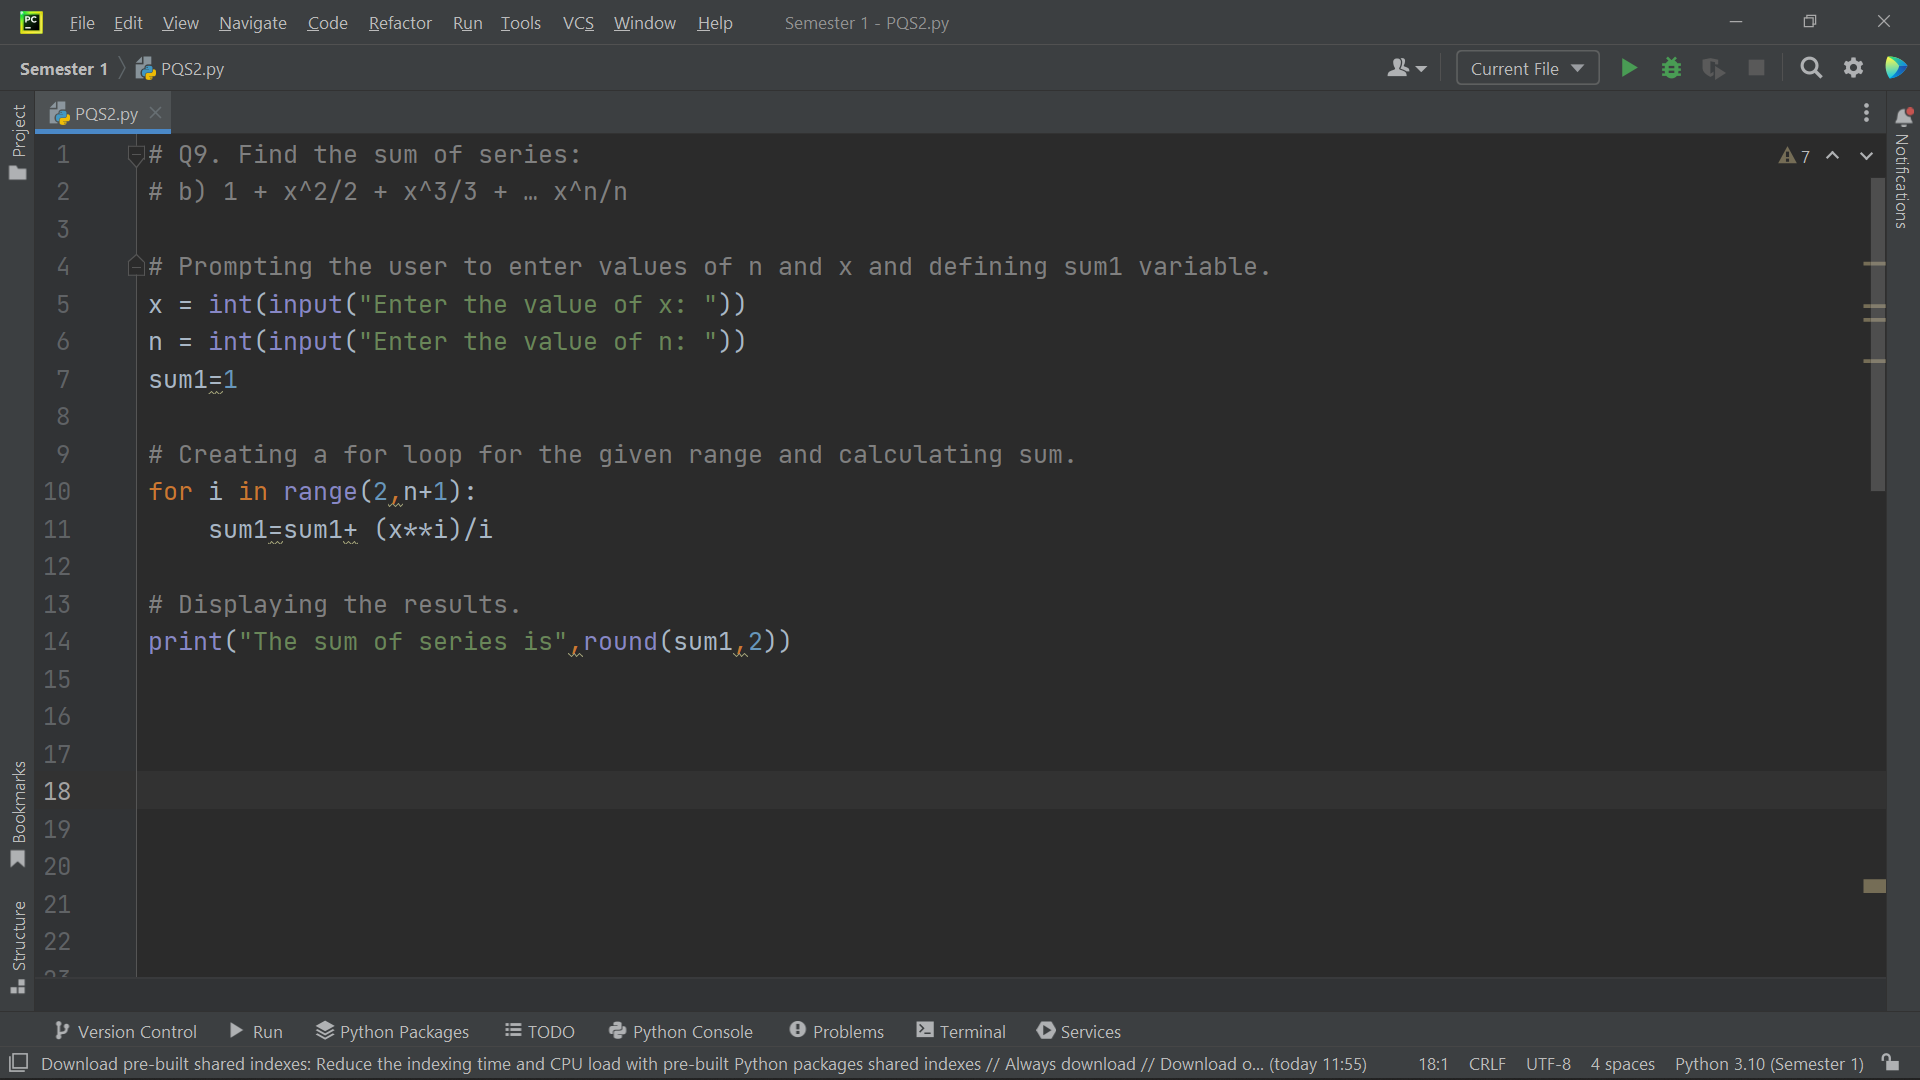 PC File Edit View Navigate Code Refactor Run Tools VCS Window Help Semester 1 - PQS2.py
Semester 1 PQS2.py Current File
PQS2.py
Project
Notifications
7
1 # Q9. Find the sum of series:
2 # b) 1 + x^2/2 + x^3/3 + … x^n/n
3
4 # Prompting the user to enter values of n and x and defining sum1 variable.
5 x = int(input("Enter the value of x: "))
6 n = int(input("Enter the value of n: "))
7 sum1=1
8
9 # Creating a for loop for the given range and calculating sum.
10 for i in range(2,n+1):
11     sum1=sum1+ (x**i)/i
12
13 # Displaying the results.
14 print("The sum of series is",round(sum1,2))
15
16
17
18
19
20
21
22
23
Bookmarks
Structure
Version Control Run Python Packages TODO Python Console Problems Terminal Services
Download pre-built shared indexes: Reduce the indexing time and CPU load with pre-built Python packages shared indexes // Always download // Download o... (today 11:55) 18:1 CRLF UTF-8 4 spaces Python 3.10 (Semester 1)